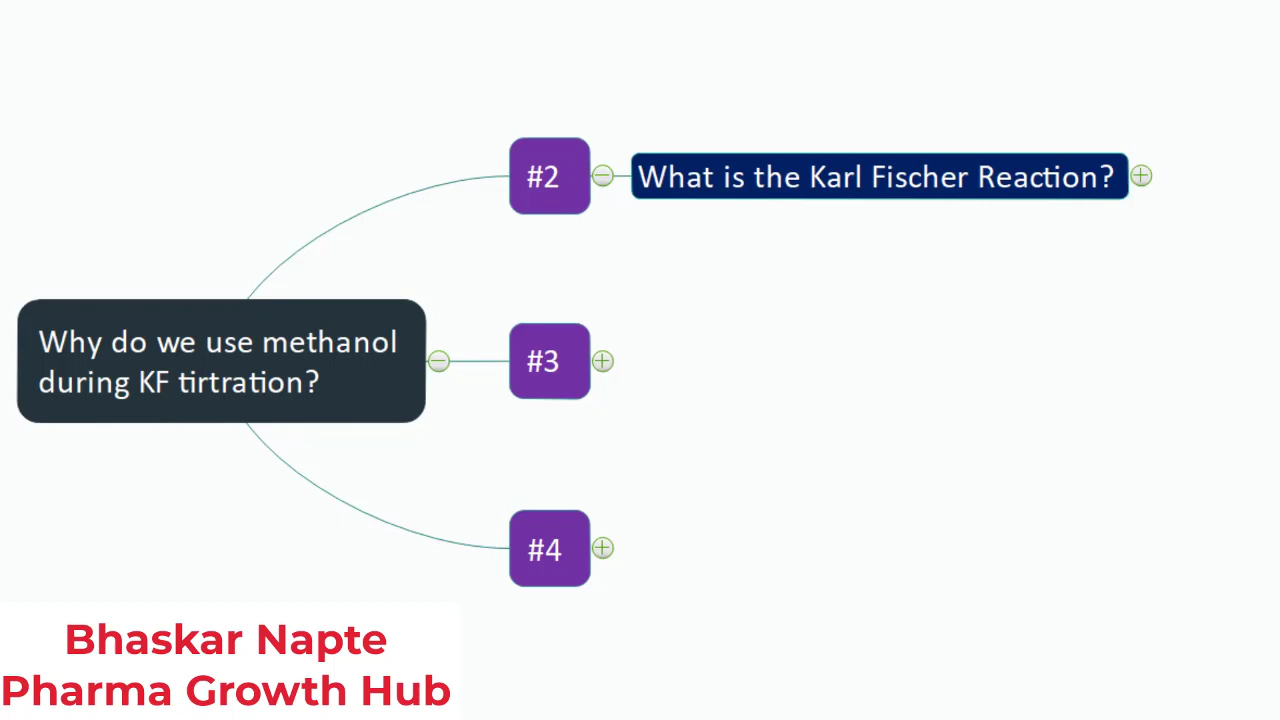 #2
What is the Karl Fischer Reaction?
Why do we use methanol
during KF tirtration?
#3
#4
Bhaskar Napte
Pharma Growth Hub